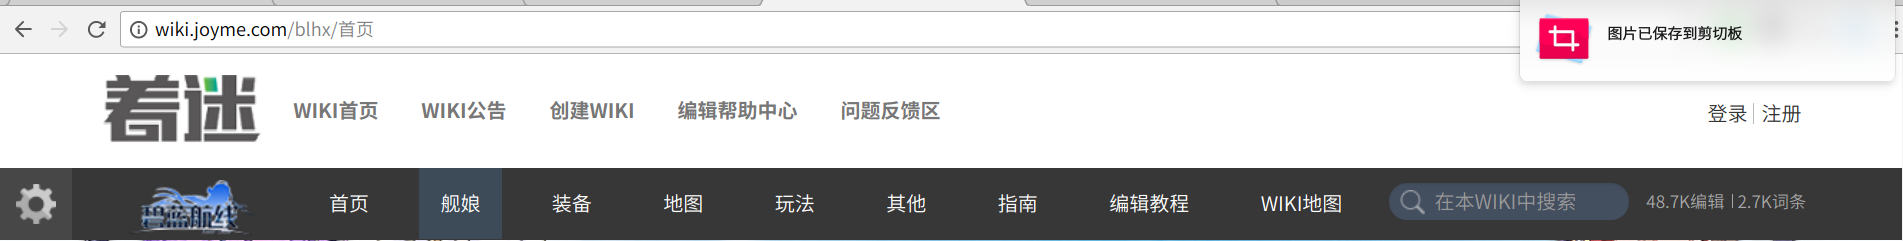 wiki.joyme.com/blhx/首页
图片已保存到剪切板
着迷 WIKI首页 WIKI公告 创建WIKI 编辑帮助中心 问题反馈区
登录 | 注册
碧蓝航线 首页 舰娘 装备 地图 玩法 其他 指南 编辑教程 WIKI地图 在本WIKI中搜索 48.7K编辑 | 2.7K词条